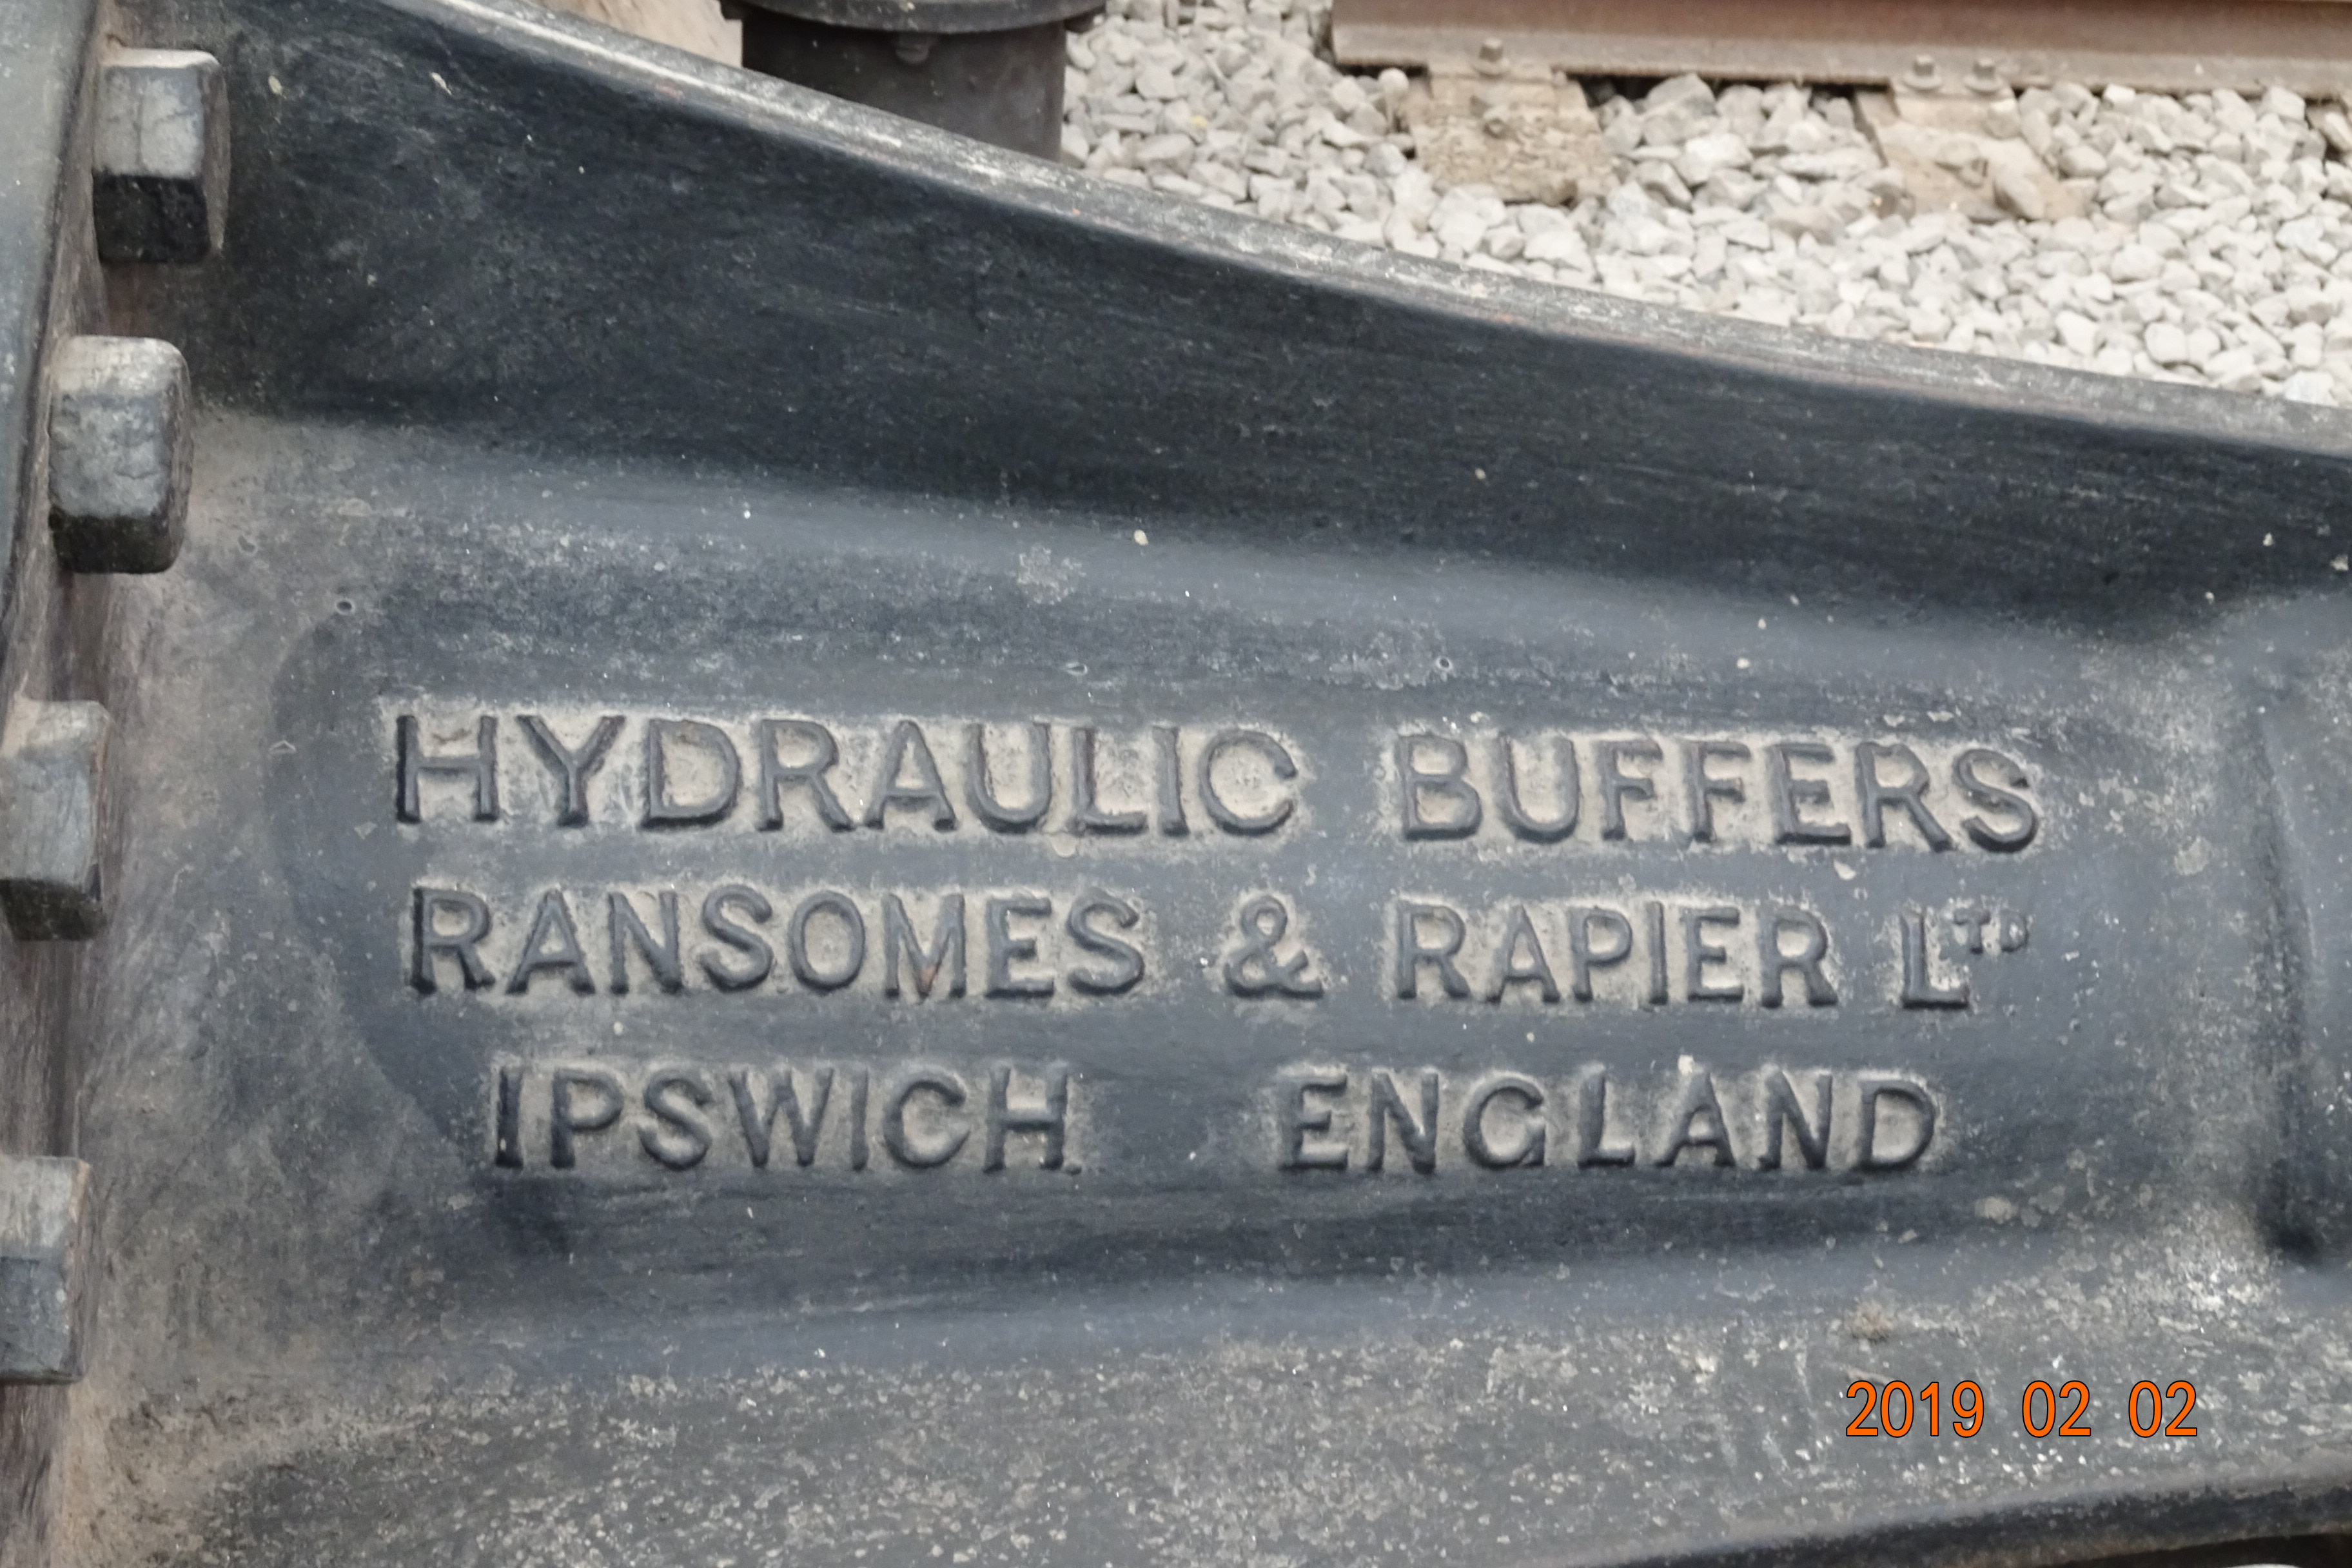 HYDRAULIC BUFFERS
RANSOMES & RAPIER LTD
IPSWICH ENGLAND
2019 02 02